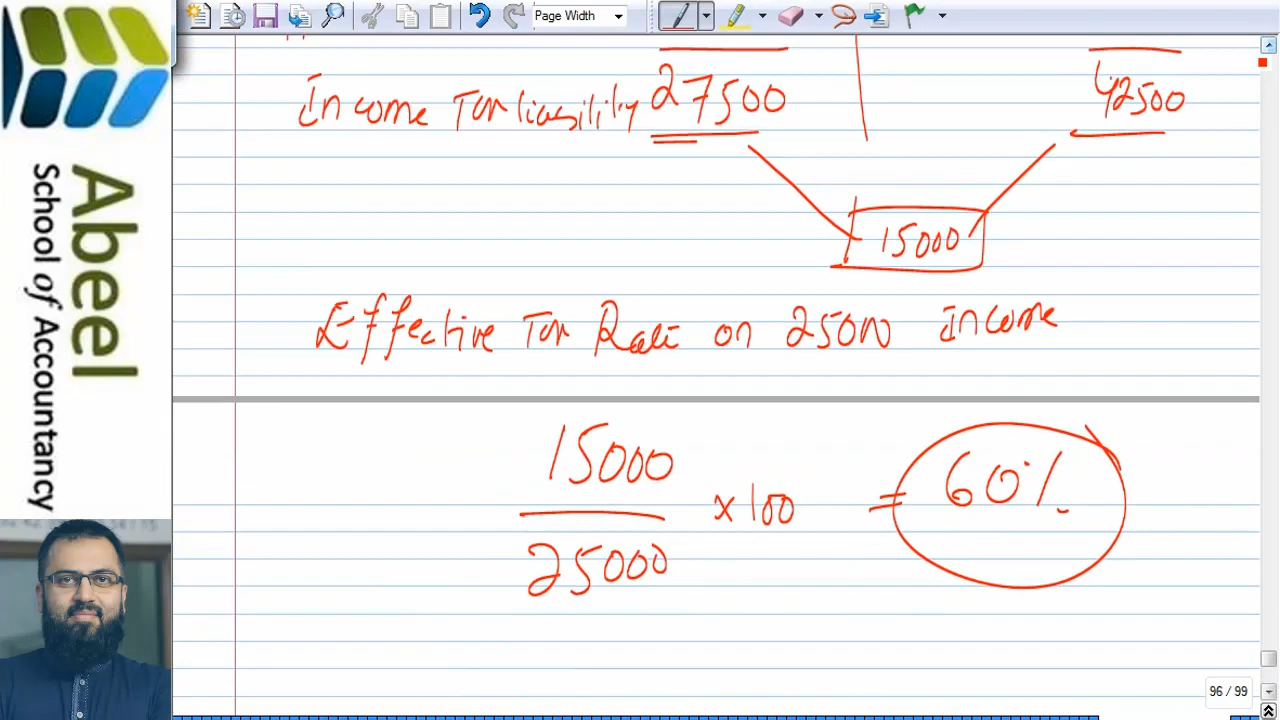 Page Width
Income Tax liability 27500 42500
15000
Effective Tax Rate on 25000 income
15000
x 100 = 60%
25000
Abeel
School of Accountancy
96 / 99